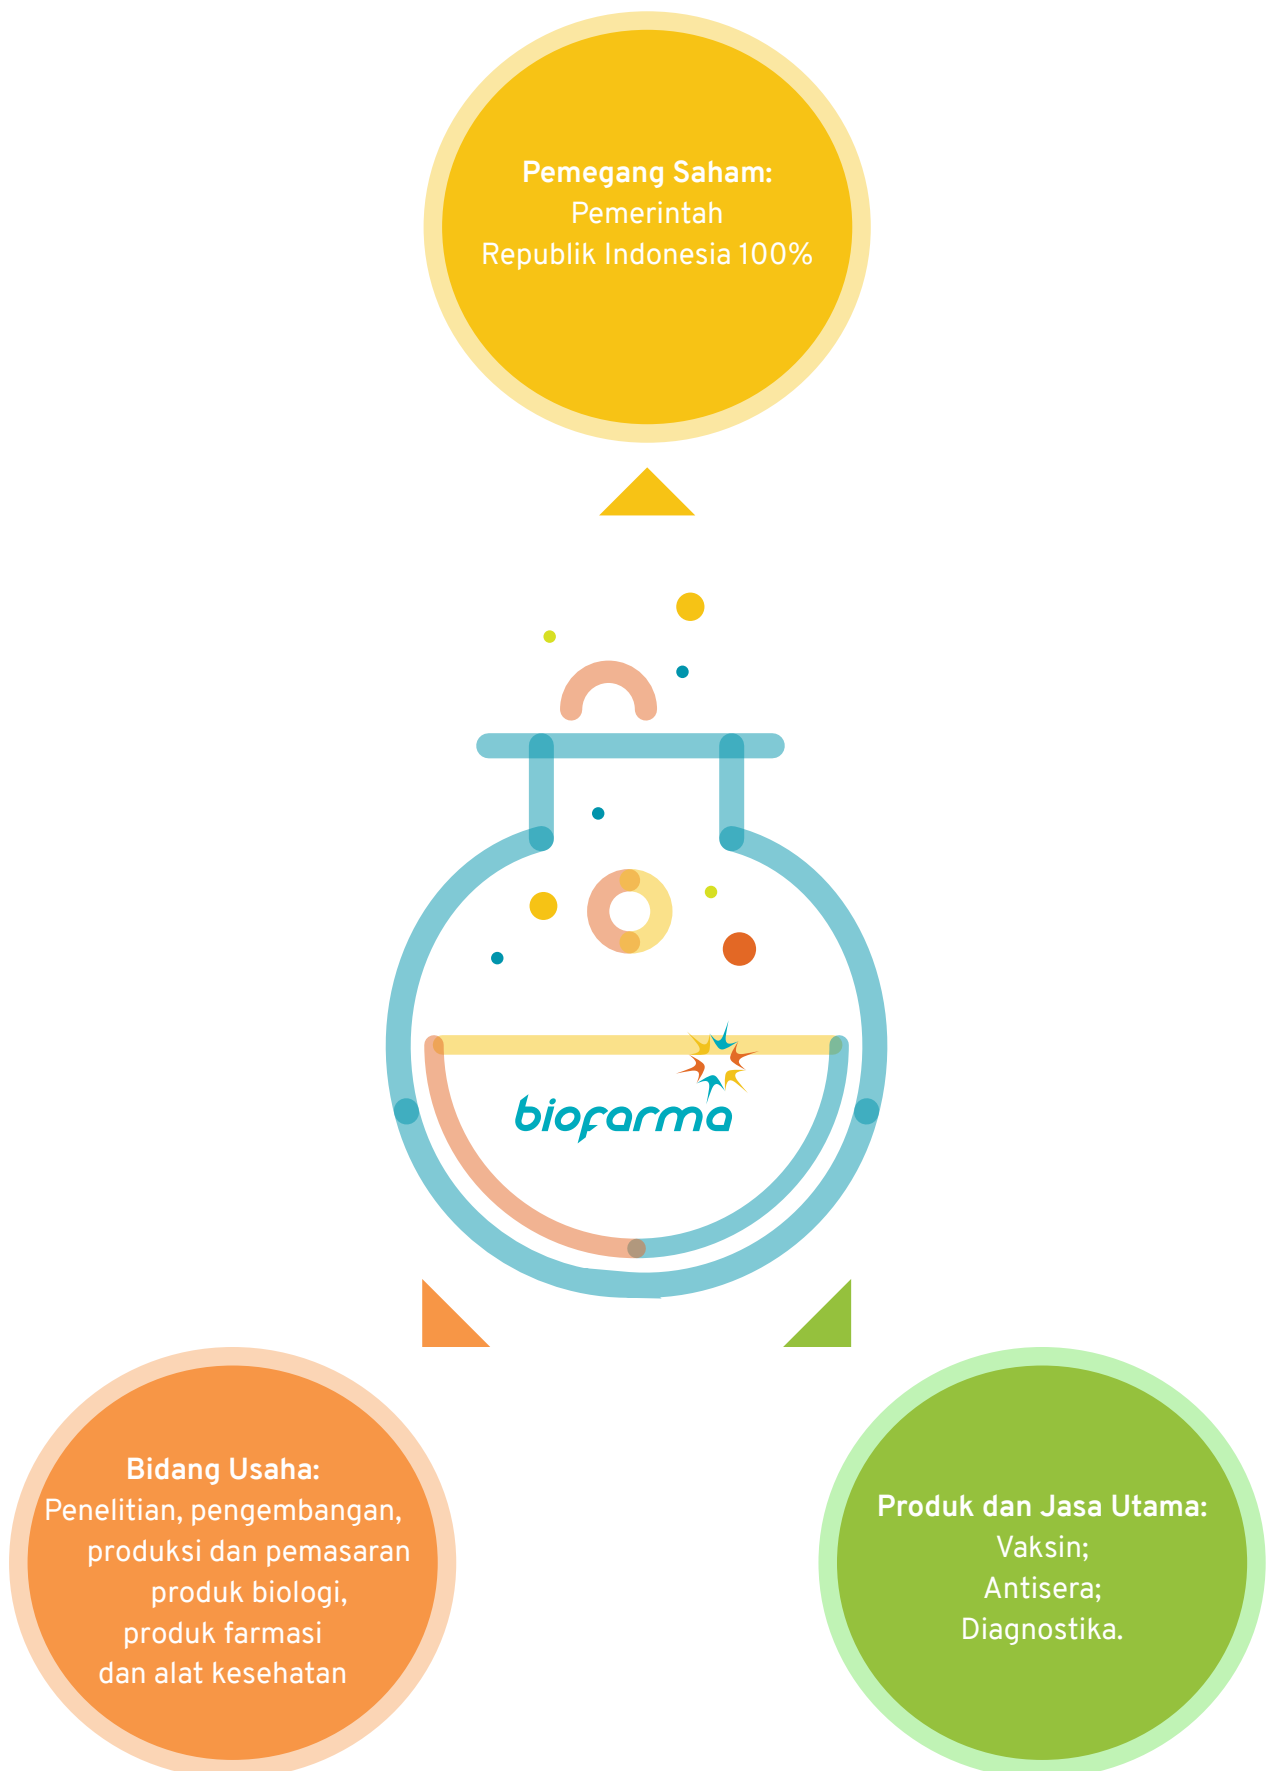 Pemegang Saham:
Pemerintah
Republik Indonesia 100%
biofarma
Bidang Usaha:
Penelitian, pengembangan,
produksi dan pemasaran
produk biologi,
produk farmasi
dan alat kesehatan
Produk dan Jasa Utama:
Vaksin;
Antisera;
Diagnostika.